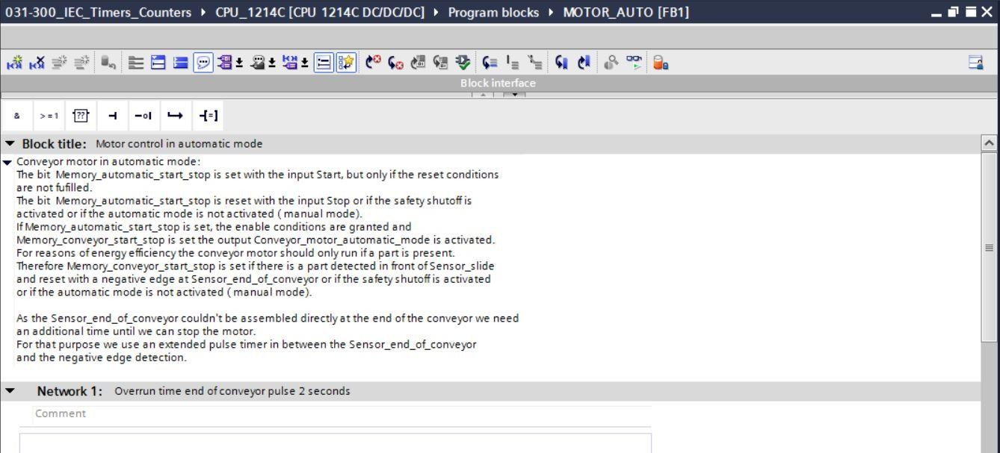 031-300_IEC_Timers_Counters ▸ CPU_1214C [CPU 1214C DC/DC/DC] ▸ Program blocks ▸ MOTOR_AUTO [FB1]
Block interface
& >=1 ?? ⊣ -o| ↦ -[=]
Block title: Motor control in automatic mode
Conveyor motor in automatic mode:
The bit Memory_automatic_start_stop is set with the input Start, but only if the reset conditions
are not fufilled.
The bit Memory_automatic_start_stop is reset with the input Stop or if the safety shutoff is
activated or if the automatic mode is not activated ( manual mode).
If Memory_automatic_start_stop is set, the enable conditions are granted and
Memory_conveyor_start_stop is set the output Conveyor_motor_automatic_mode is activated.
For reasons of energy efficiency the conveyor motor should only run if a part is present.
Therefore Memory_conveyor_start_stop is set if there is a part detected in front of Sensor_slide
and reset with a negative edge at Sensor_end_of_conveyor or if the safety shutoff is activated
or if the automatic mode is not activated ( manual mode).
As the Sensor_end_of_conveyor couldn't be assembled directly at the end of the conveyor we need
an additional time until we can stop the motor.
For that purpose we use an extended pulse timer in between the Sensor_end_of_conveyor
and the negative edge detection.
Network 1: Overrun time end of conveyor pulse 2 seconds
Comment